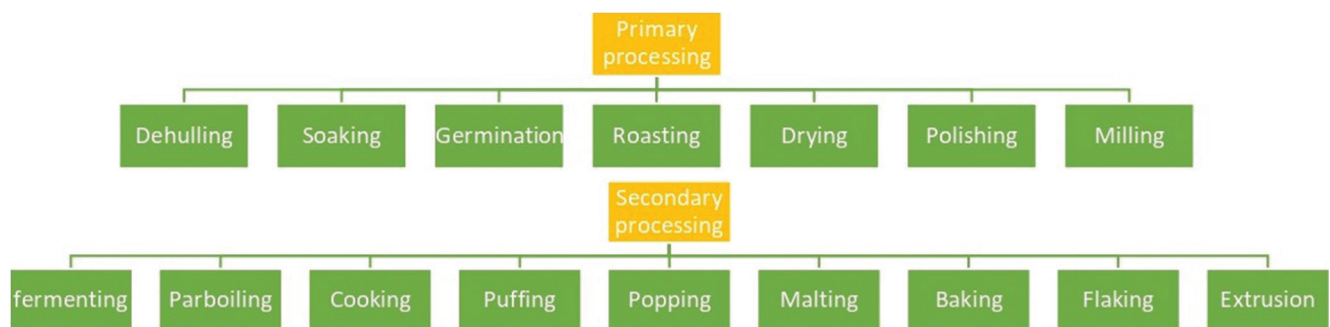 Primary
processing
Dehulling
Soaking
Germination
Roasting
Drying
Polishing
Milling
Secondary
processing
fermenting
Parboiling
Cooking
Puffing
Popping
Malting
Baking
Flaking
Extrusion